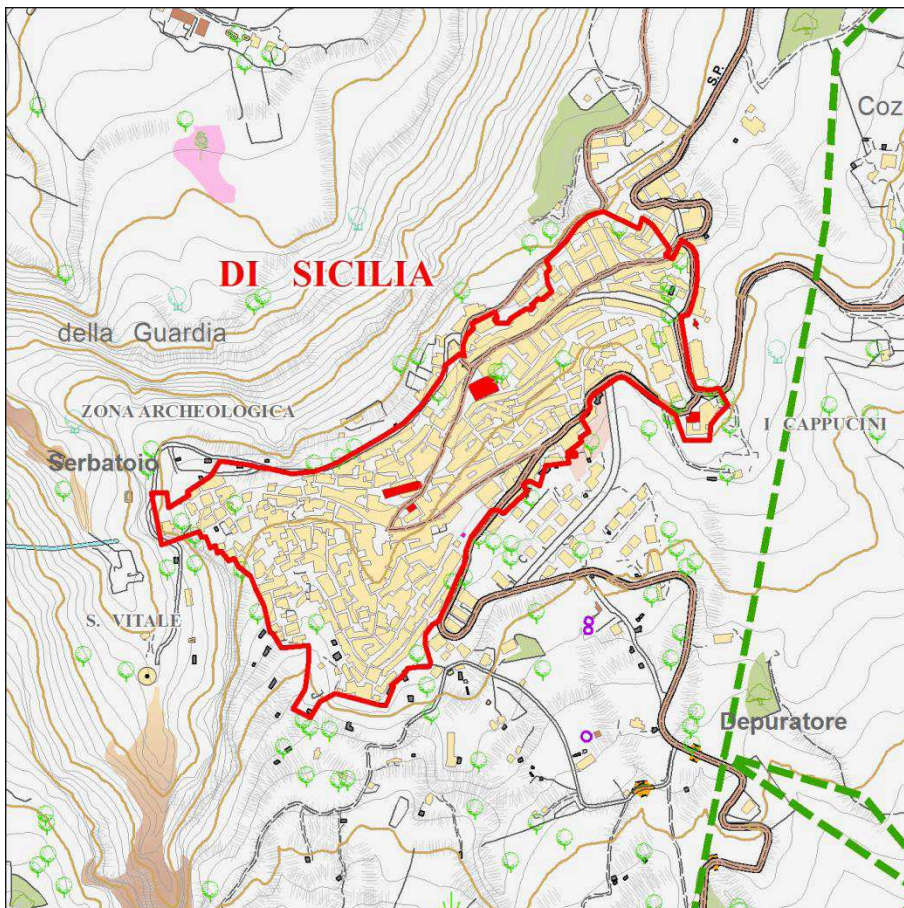 S.P.
Coz
DI SICILIA
della Guardia
ZONA ARCHEOLOGICA
I CAPPUCINI
Serbatoio
S. VITALE
Depuratore